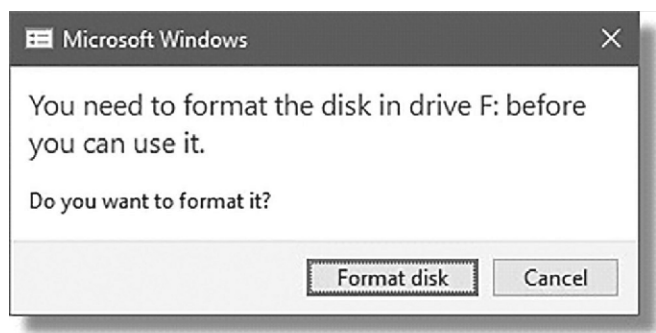 Microsoft Windows
You need to format the disk in drive F: before
you can use it.
Do you want to format it?
Format disk Cancel